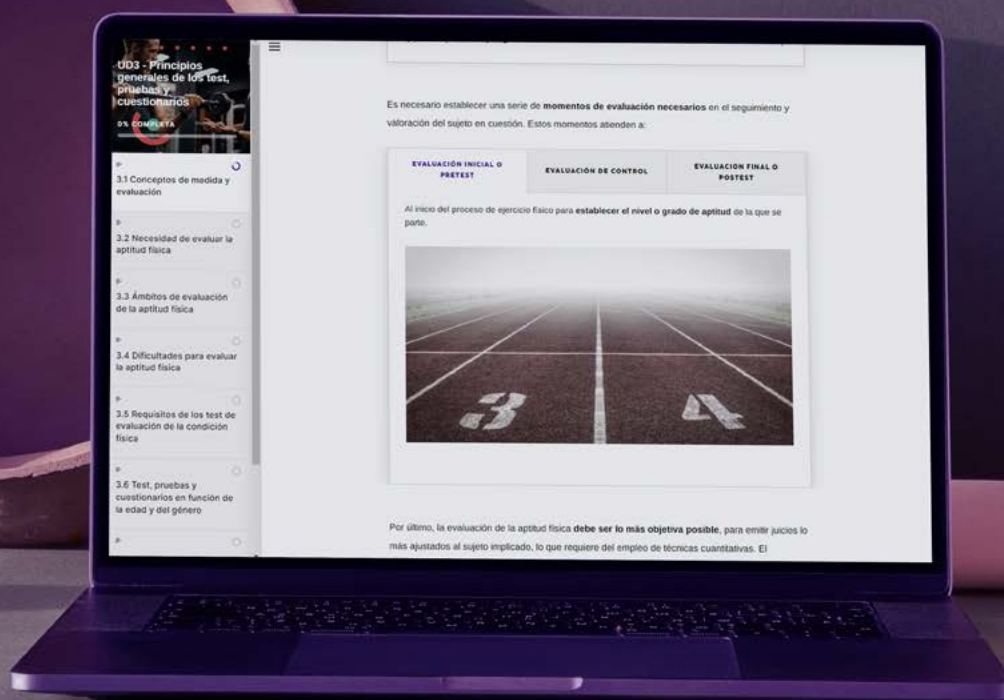 UD3 - Principios
generales de los test,
pruebas y
cuestionarios
0% COMPLETA
3.1 Conceptos de medida y
evaluación
3.2 Necesidad de evaluar la
aptitud física
3.3 Ámbitos de evaluación
de la aptitud física
3.4 Dificultades para evaluar
la aptitud física
3.5 Requisitos de los test de
evaluación de la condición
física
3.6 Test, pruebas y
cuestionarios en función de
la edad y del género
Es necesario establecer una serie de momentos de evaluación necesarios en el seguimiento y
valoración del sujeto en cuestión. Estos momentos atienden a:
EVALUACIÓN INICIAL O
PRETEST
EVALUACIÓN DE CONTROL
EVALUACIÓN FINAL O
POSTEST
Al inicio del proceso de ejercicio físico para establecer el nivel o grado de aptitud de la que se
parte.
3 4
Por último, la evaluación de la aptitud física debe ser lo más objetiva posible, para emitir juicios lo
más ajustados al sujeto implicado, lo que requiere del empleo de técnicas cuantitativas. El